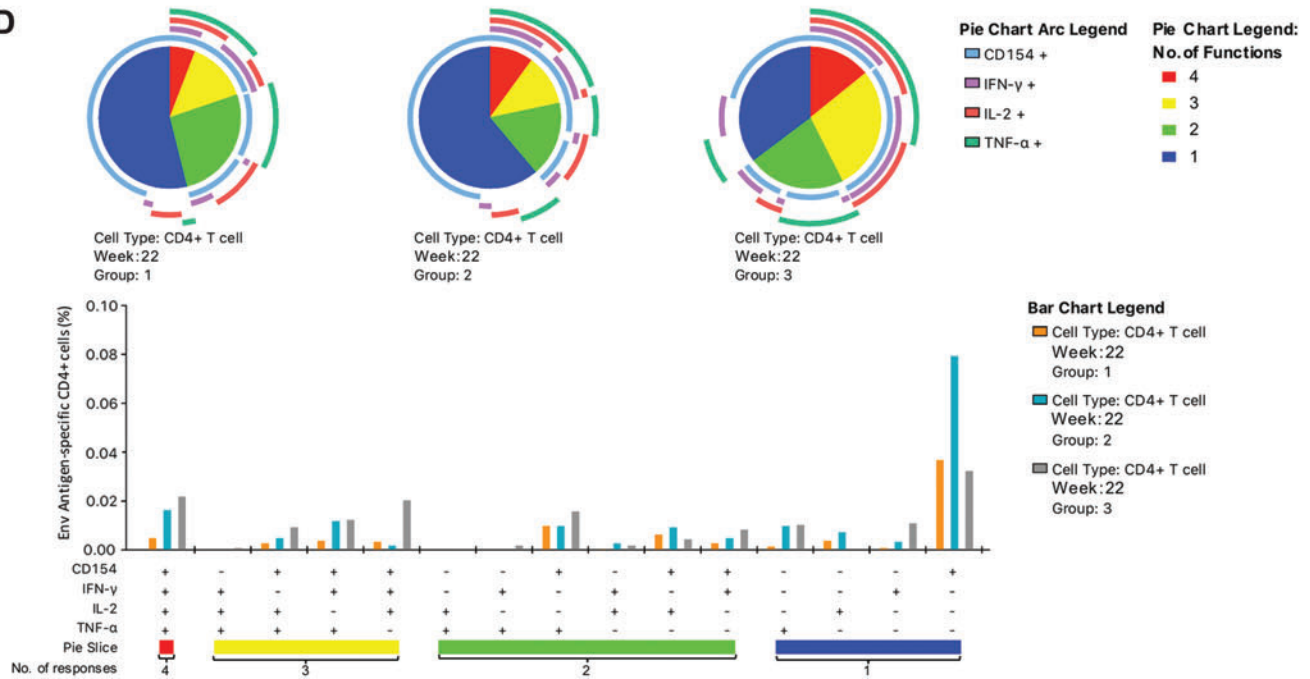 D
Pie Chart Arc Legend
CD154 +
IFN-γ +
IL-2 +
TNF-α +
Pie Chart Legend:
No. of Functions
4
3
2
1
Cell Type: CD4+ T cell
Week:22
Group: 1
Cell Type: CD4+ T cell
Week:22
Group: 2
Cell Type: CD4+ T cell
Week:22
Group: 3
Env Antigen-specific CD4+ cells (%)
0.10
0.08
0.06
0.04
0.02
0.00
Bar Chart Legend
Cell Type: CD4+ T cell
Week:22
Group: 1
Cell Type: CD4+ T cell
Week:22
Group: 2
Cell Type: CD4+ T cell
Week:22
Group: 3
CD154 + - + + + - - + - + + - - - +
IFN-γ + + - + + - + - + - + - - + -
IL-2 + + + - + + - - + + - - + - -
TNF-α + + + + - + + + - - - + - - -
Pie Slice
No. of responses 4 3 2 1